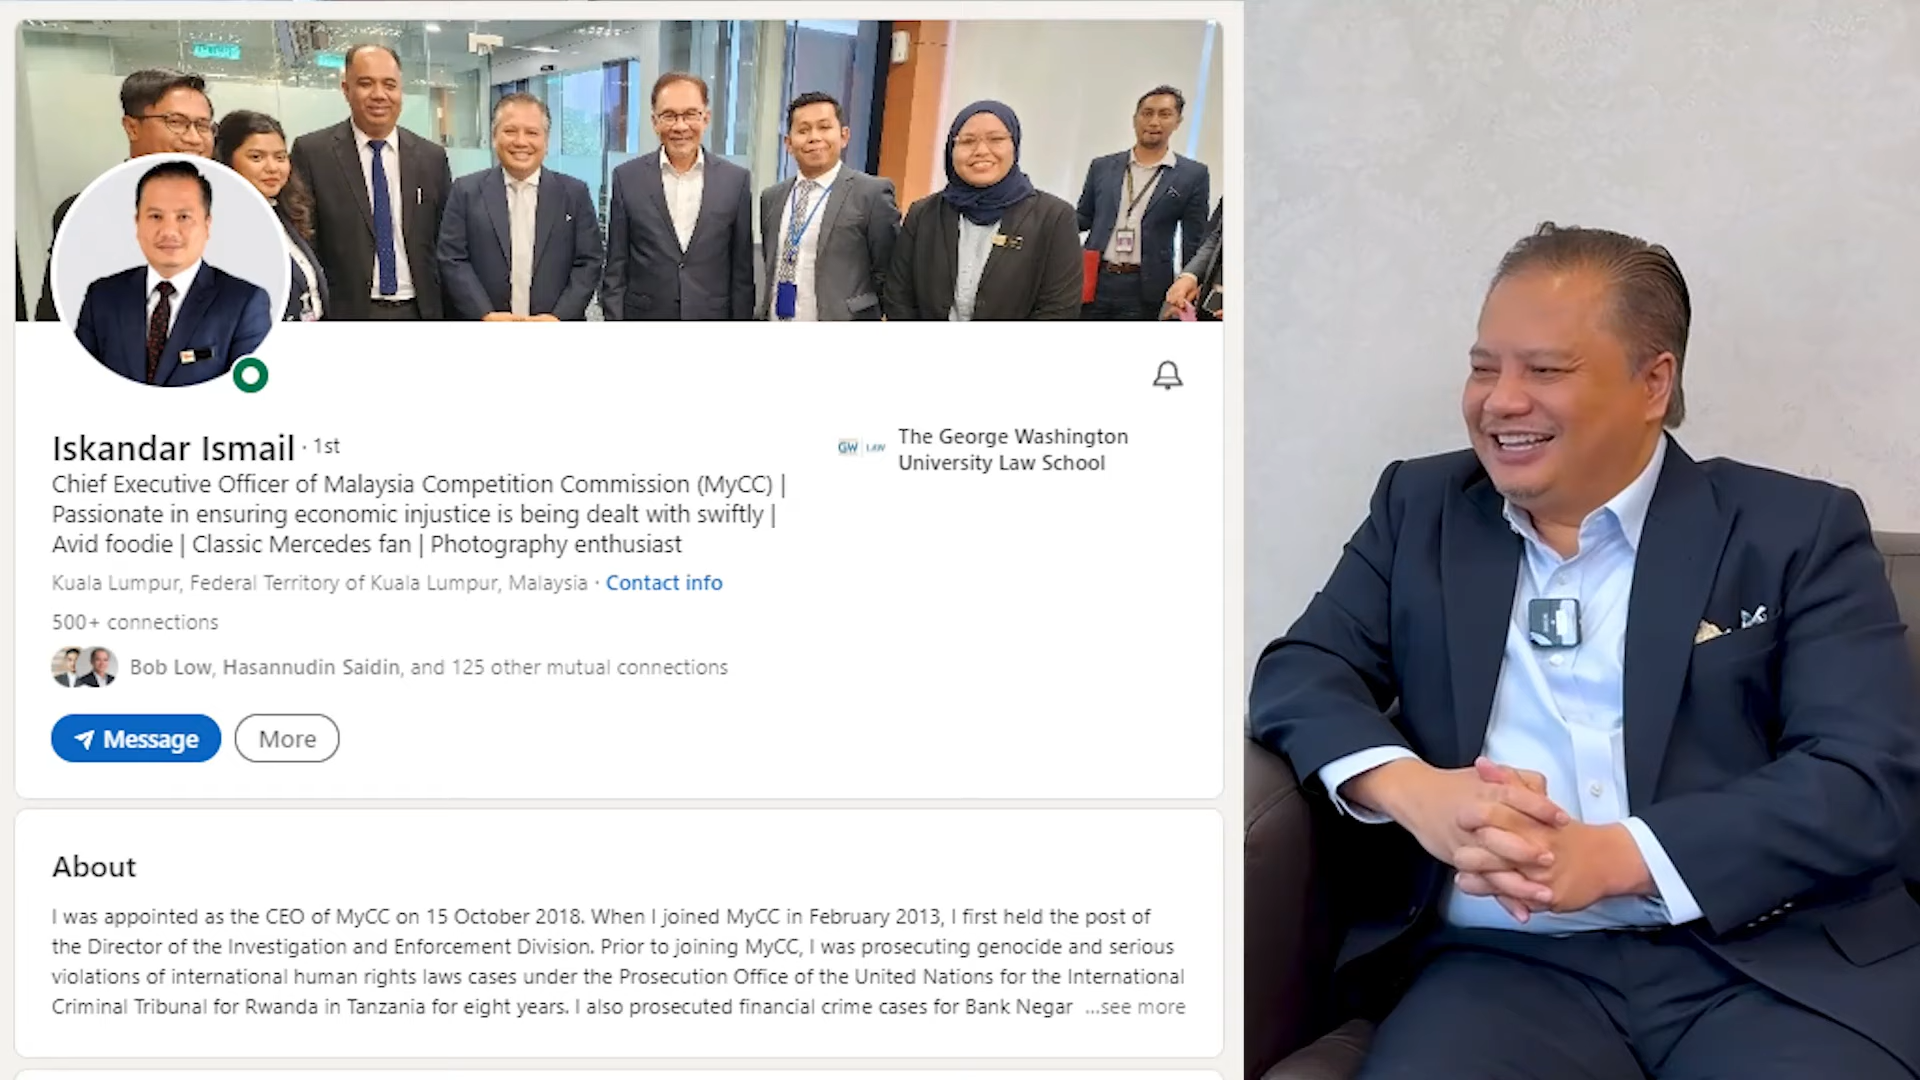 Iskandar Ismail · 1st
Chief Executive Officer of Malaysia Competition Commission (MyCC) |
Passionate in ensuring economic injustice is being dealt with swiftly |
Avid foodie | Classic Mercedes fan | Photography enthusiast
Kuala Lumpur, Federal Territory of Kuala Lumpur, Malaysia · Contact info
500+ connections
Bob Low, Hasannudin Saidin, and 125 other mutual connections
Message
More
GW LAW
The George Washington
University Law School
About
I was appointed as the CEO of MyCC on 15 October 2018. When I joined MyCC in February 2013, I first held the post of
the Director of the Investigation and Enforcement Division. Prior to joining MyCC, I was prosecuting genocide and serious
violations of international human rights laws cases under the Prosecution Office of the United Nations for the International
Criminal Tribunal for Rwanda in Tanzania for eight years. I also prosecuted financial crime cases for Bank Negar ...see more